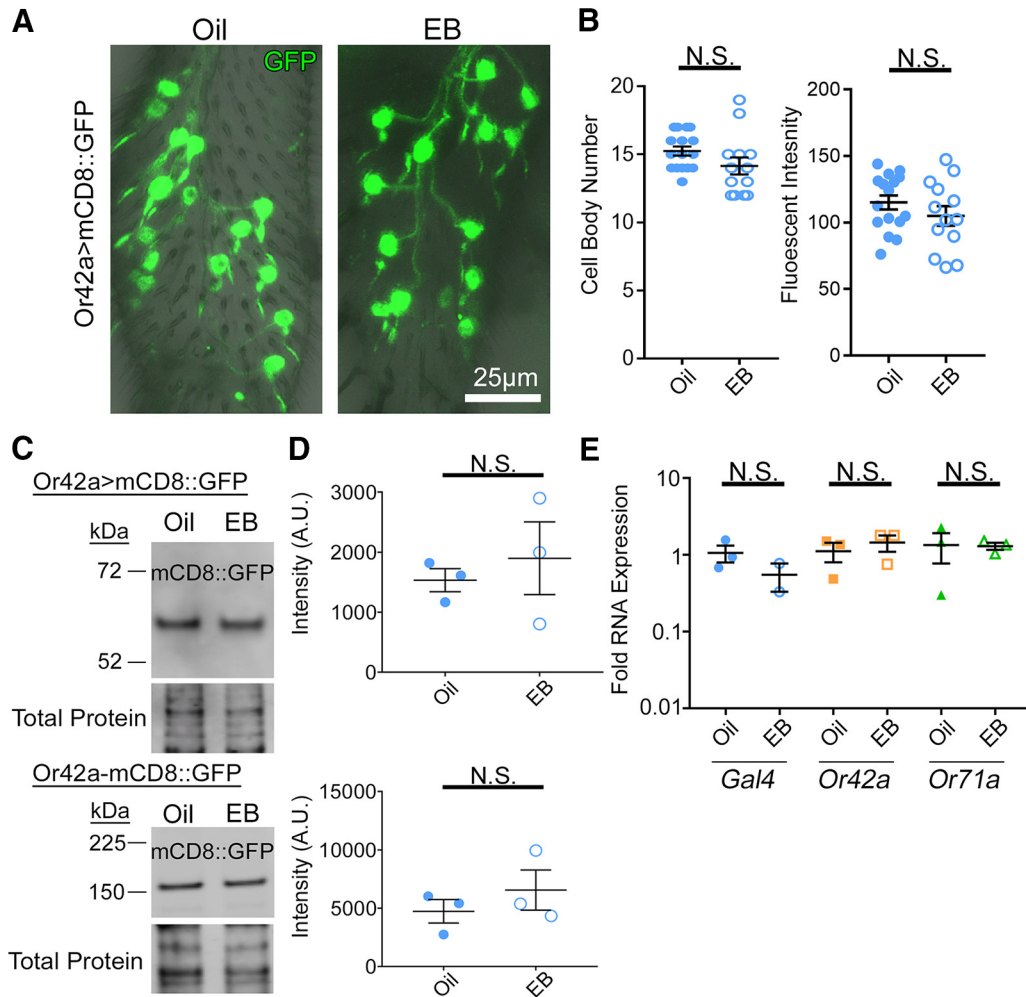 A
Oil
EB
GFP
Or42a>mCD8::GFP
25µm
B
N.S.
Cell Body Number
20
15
10
5
0
Oil
EB
N.S.
Fluoescent Intensity
200
150
100
50
0
Oil
EB
C
Or42a>mCD8::GFP
kDa
Oil
EB
72
mCD8::GFP
52
Total Protein
Or42a-mCD8::GFP
kDa
Oil
EB
225
mCD8::GFP
150
Total Protein
D
N.S.
Intensity (A.U.)
3000
2000
1000
0
Oil
EB
N.S.
Intensity (A.U.)
15000
10000
5000
0
Oil
EB
E
N.S.
N.S.
N.S.
Fold RNA Expression
10
1
0.1
0.01
Oil
EB
Oil
EB
Oil
EB
Gal4
Or42a
Or71a